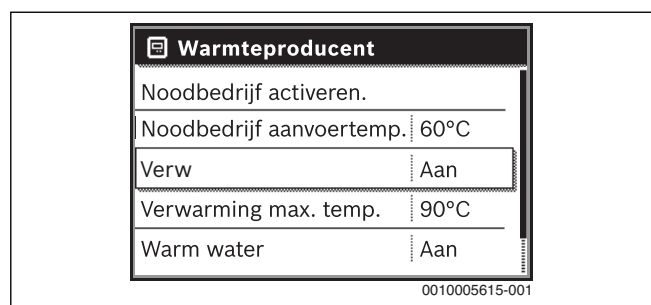 Warmteproducent
Noodbedrijf activeren.
Noodbedrijf aanvoertemp. 60°C
Verw Aan
Verwarming max. temp. 90°C
Warm water Aan
0010005615-001